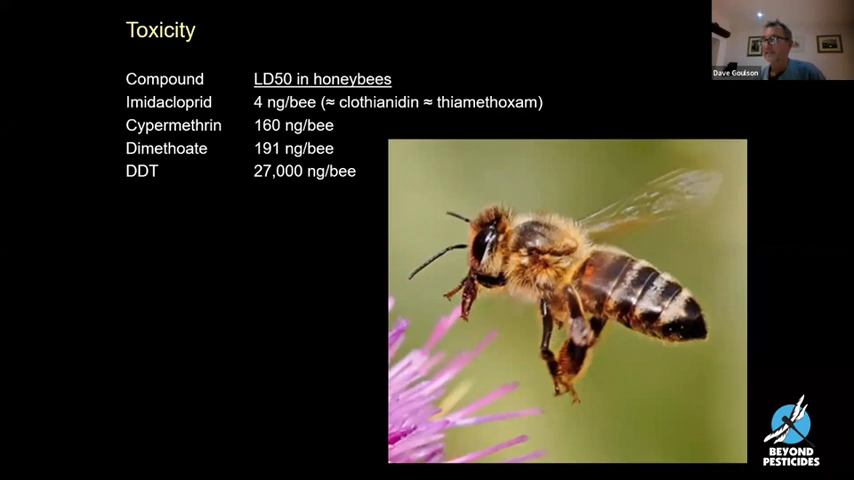 Toxicity
Compound LD50 in honeybees
Imidacloprid 4 ng/bee (≈ clothianidin ≈ thiamethoxam)
Cypermethrin 160 ng/bee
Dimethoate 191 ng/bee
DDT 27,000 ng/bee
Dave Goulson
BEYOND
PESTICIDES